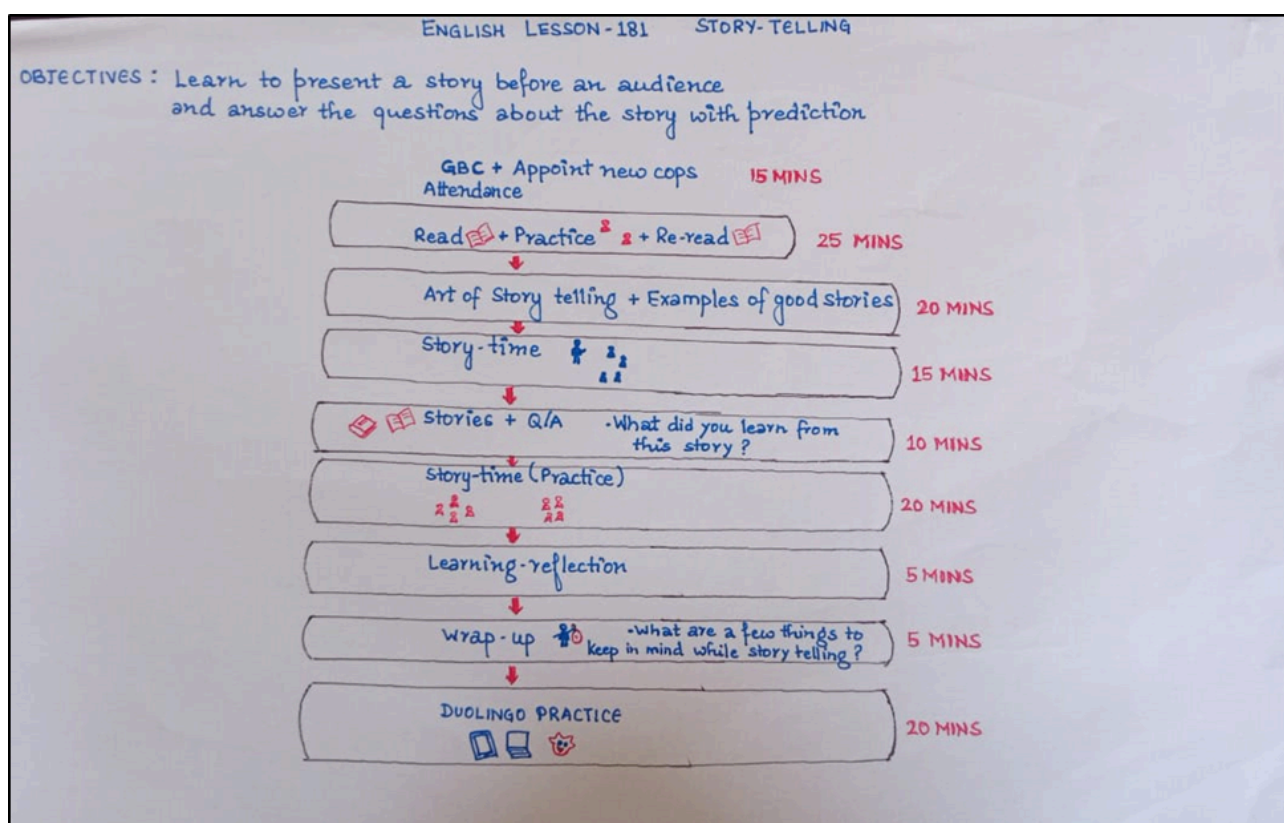 ENGLISH LESSON-181 STORY-TELLING
OBJECTIVES: Learn to present a story before an audience
and answer the questions about the story with prediction
GBC + Appoint new cops 15 MINS
Attendance
Read + Practice + Re-read 25 MINS
Art of Story telling + Examples of good stories 20 MINS
Story-time 15 MINS
Stories + Q/A -What did you learn from
this story? 10 MINS
Story-time (Practice) 20 MINS
Learning-reflection 5 MINS
Wrap-up -What are a few things to
keep in mind while story telling? 5 MINS
DUOLINGO PRACTICE 20 MINS